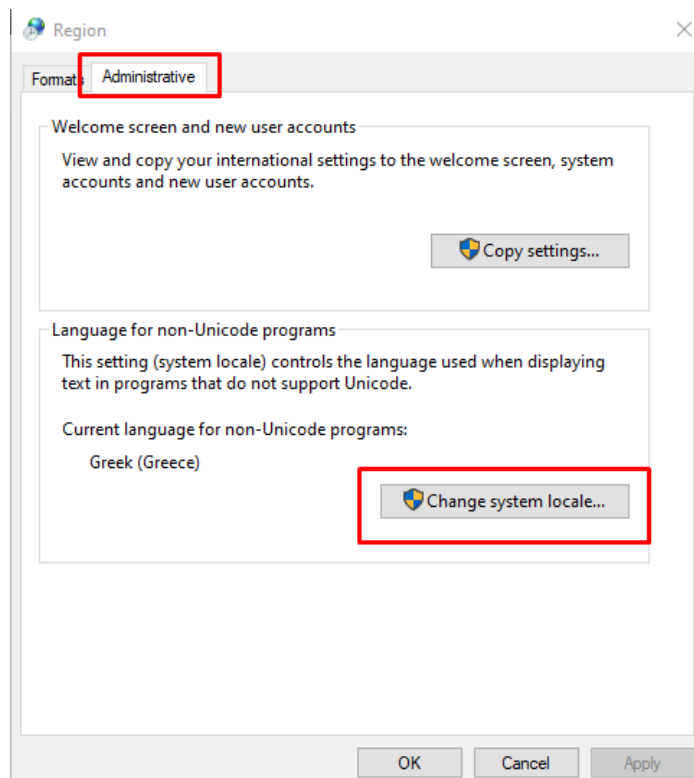 Region
Formats
Administrative
Welcome screen and new user accounts
View and copy your international settings to the welcome screen, system
accounts and new user accounts.
Copy settings...
Language for non-Unicode programs
This setting (system locale) controls the language used when displaying
text in programs that do not support Unicode.
Current language for non-Unicode programs:
Greek (Greece)
Change system locale...
OK
Cancel
Apply